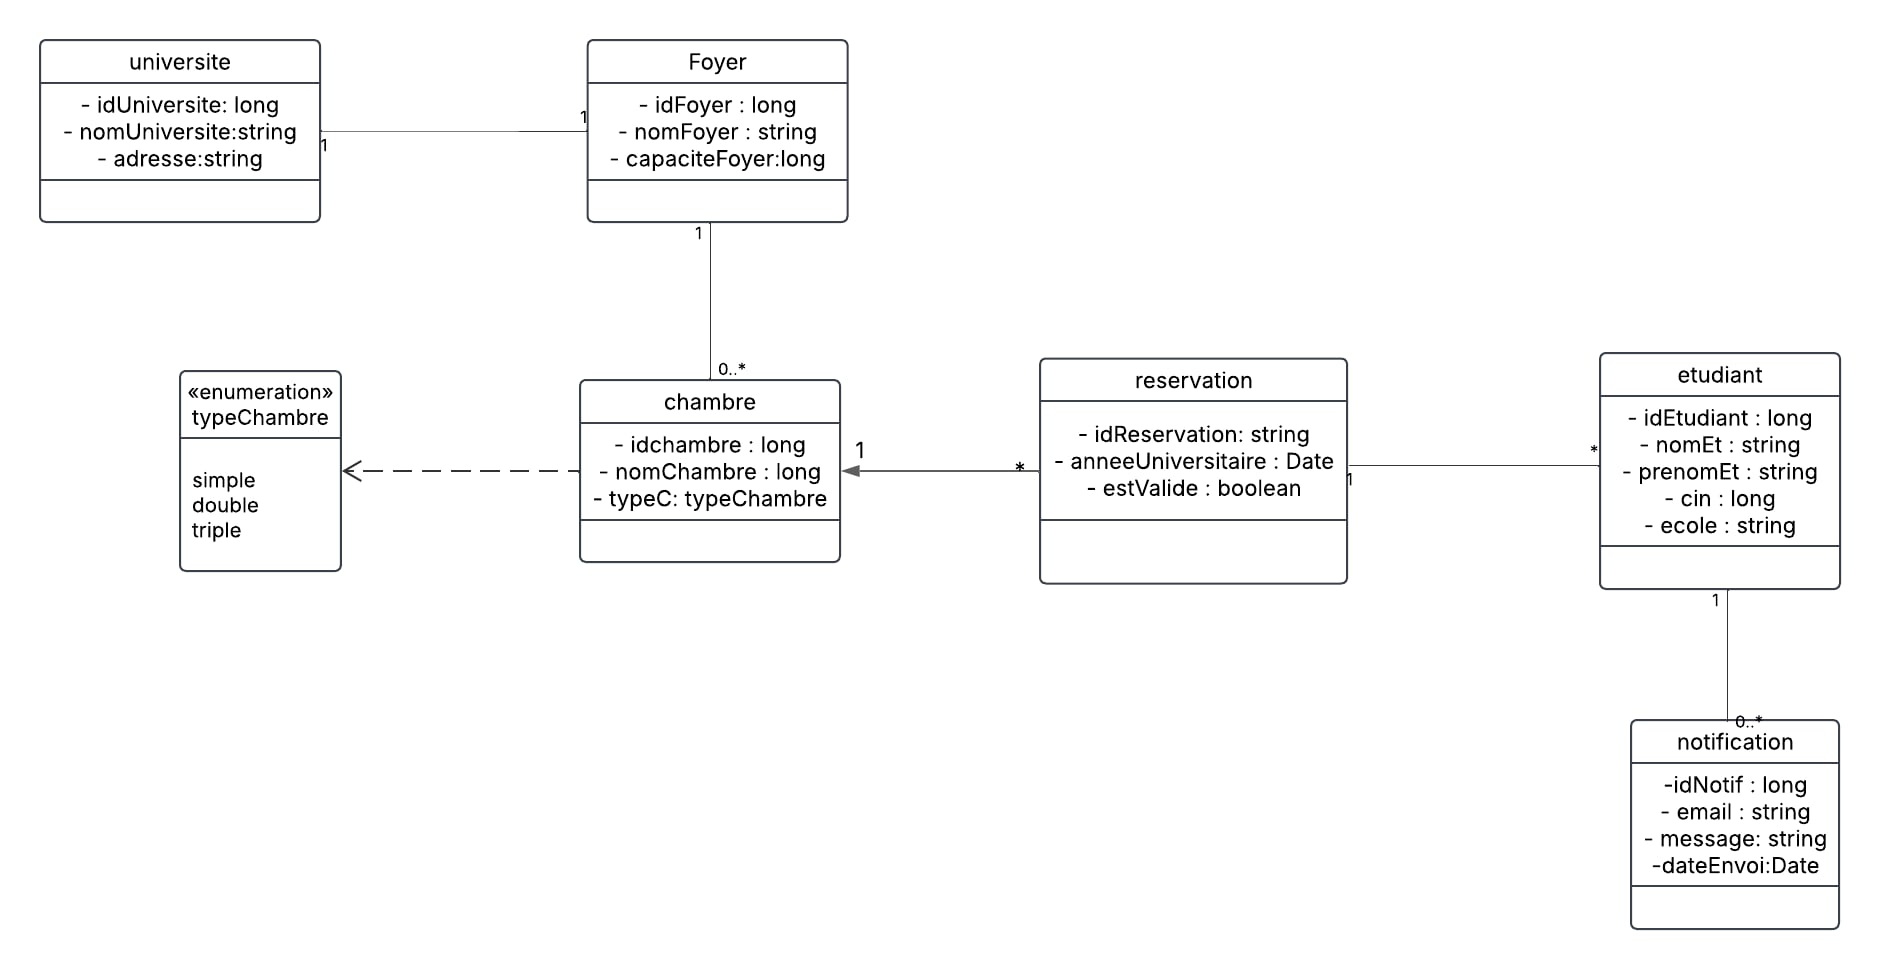 universite
- idUniversite: long
- nomUniversite:string
- adresse:string
1
1
Foyer
- idFoyer : long
- nomFoyer : string
- capaciteFoyer:long
1
0..*
«enumeration»
typeChambre
simple
double
triple
chambre
- idchambre : long
- nomChambre : long
- typeC: typeChambre
1
*
reservation
- idReservation: string
- anneeUniversitaire : Date
- estValide : boolean
1
*
etudiant
- idEtudiant : long
- nomEt : string
- prenomEt : string
- cin : long
- ecole : string
1
0..*
notification
-idNotif : long
- email : string
- message: string
-dateEnvoi:Date